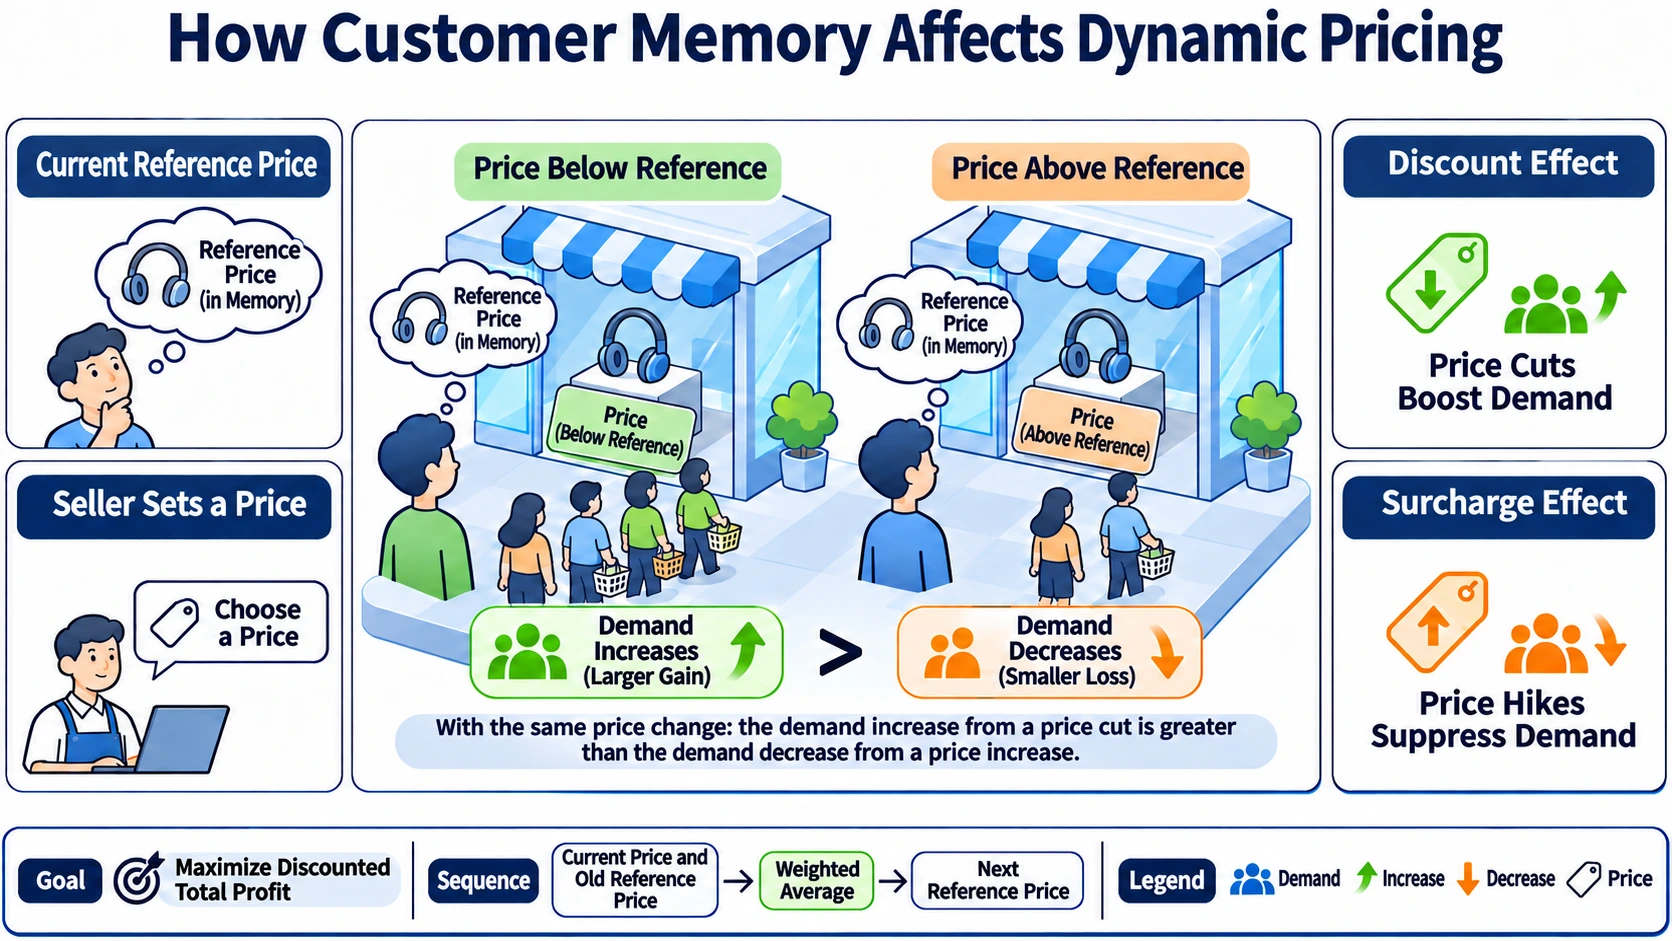 How Customer Memory Affects Dynamic Pricing
Current Reference Price
Reference
Price
(in Memory)
Seller Sets a Price
Choose
a Price
Price Below Reference
Reference
Price
(in Memory)
Price
(Below Reference)
Demand
Increases
(Larger Gain)
>
Price Above Reference
Reference
Price
(in Memory)
Price
(Above Reference)
Demand
Decreases
(Smaller Loss)
With the same price change: the demand increase from a price cut is greater
than the demand decrease from a price increase.
Discount Effect
Price Cuts
Boost Demand
Surcharge Effect
Price Hikes
Suppress Demand
Goal
Maximize Discounted
Total Profit
Sequence
Current Price and
Old Reference
Price
Weighted
Average
Next
Reference Price
Legend
Demand
Increase
Decrease
Price